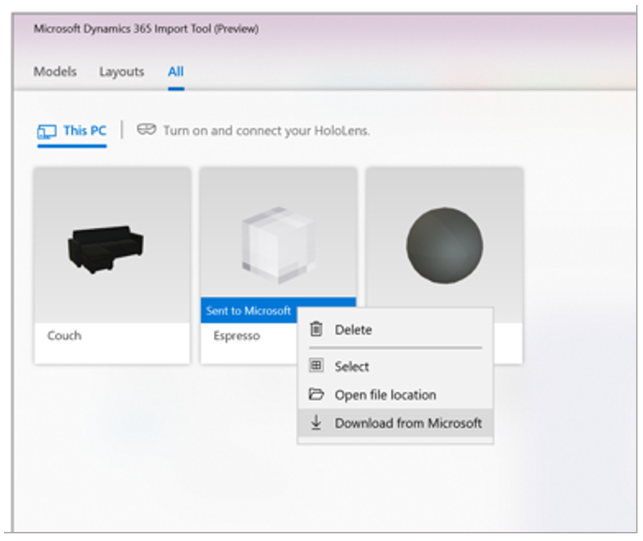 Microsoft Dynamics 365 Import Tool (Preview)
Models Layouts All
This PC Turn on and connect your HoloLens.
Sent to Microsoft
Couch
Espresso
Delete
Select
Open file location
Download from Microsoft